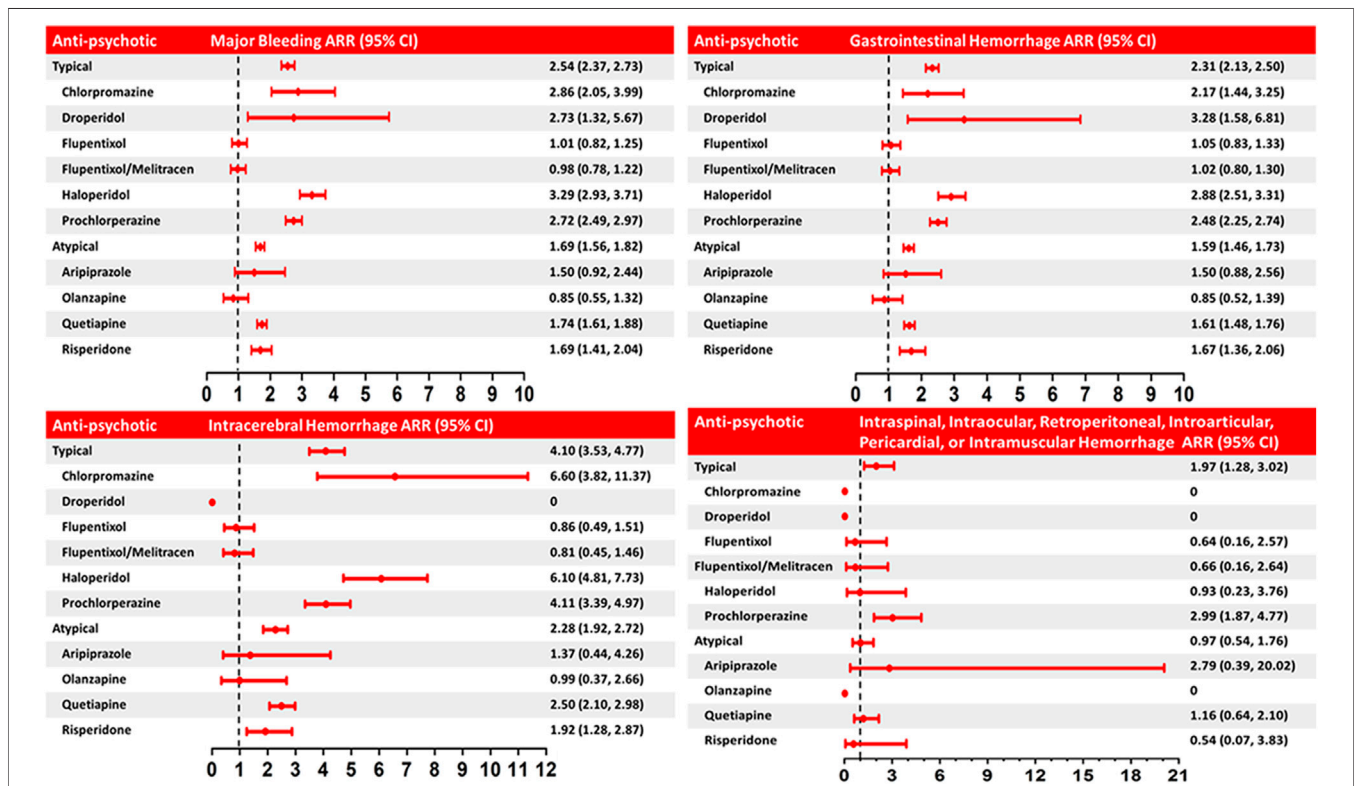 Anti-psychotic Major Bleeding ARR (95% CI)
Typical 2.54 (2.37, 2.73)
Chlorpromazine 2.86 (2.05, 3.99)
Droperidol 2.73 (1.32, 5.67)
Flupentixol 1.01 (0.82, 1.25)
Flupentixol/Melitracen 0.98 (0.78, 1.22)
Haloperidol 3.29 (2.93, 3.71)
Prochlorperazine 2.72 (2.49, 2.97)
Atypical 1.69 (1.56, 1.82)
Aripiprazole 1.50 (0.92, 2.44)
Olanzapine 0.85 (0.55, 1.32)
Quetiapine 1.74 (1.61, 1.88)
Risperidone 1.69 (1.41, 2.04)
0 1 2 3 4 5 6 7 8 9 10
Anti-psychotic Gastrointestinal Hemorrhage ARR (95% CI)
Typical 2.31 (2.13, 2.50)
Chlorpromazine 2.17 (1.44, 3.25)
Droperidol 3.28 (1.58, 6.81)
Flupentixol 1.05 (0.83, 1.33)
Flupentixol/Melitracen 1.02 (0.80, 1.30)
Haloperidol 2.88 (2.51, 3.31)
Prochlorperazine 2.48 (2.25, 2.74)
Atypical 1.59 (1.46, 1.73)
Aripiprazole 1.50 (0.88, 2.56)
Olanzapine 0.85 (0.52, 1.39)
Quetiapine 1.61 (1.48, 1.76)
Risperidone 1.67 (1.36, 2.06)
0 1 2 3 4 5 6 7 8 9 10
Anti-psychotic Intracerebral Hemorrhage ARR (95% CI)
Typical 4.10 (3.53, 4.77)
Chlorpromazine 6.60 (3.82, 11.37)
Droperidol 0
Flupentixol 0.86 (0.49, 1.51)
Flupentixol/Melitracen 0.81 (0.45, 1.46)
Haloperidol 6.10 (4.81, 7.73)
Prochlorperazine 4.11 (3.39, 4.97)
Atypical 2.28 (1.92, 2.72)
Aripiprazole 1.37 (0.44, 4.26)
Olanzapine 0.99 (0.37, 2.66)
Quetiapine 2.50 (2.10, 2.98)
Risperidone 1.92 (1.28, 2.87)
0 1 2 3 4 5 6 7 8 9 10 11 12
Anti-psychotic Intraspinal, Intraocular, Retroperitoneal, Introarticular,
Pericardial, or Intramuscular Hemorrhage ARR (95% CI)
Typical 1.97 (1.28, 3.02)
Chlorpromazine 0
Droperidol 0
Flupentixol 0.64 (0.16, 2.57)
Flupentixol/Melitracen 0.66 (0.16, 2.64)
Haloperidol 0.93 (0.23, 3.76)
Prochlorperazine 2.99 (1.87, 4.77)
Atypical 0.97 (0.54, 1.76)
Aripiprazole 2.79 (0.39, 20.02)
Olanzapine 0
Quetiapine 1.16 (0.64, 2.10)
Risperidone 0.54 (0.07, 3.83)
0 3 6 9 12 15 18 21